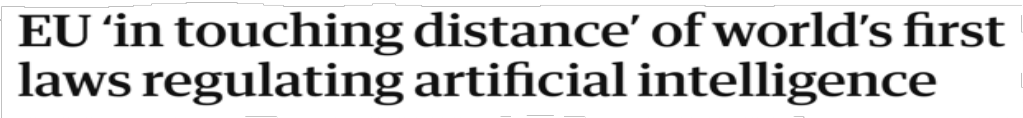 EU ‘in touching distance’ of world’s first
laws regulating artificial intelligence